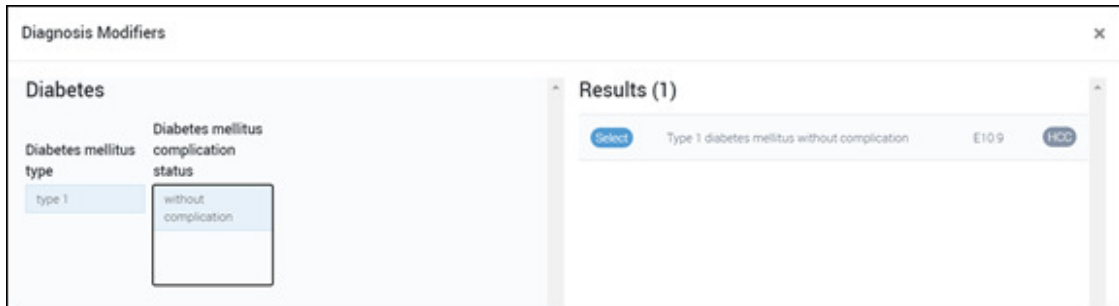 Diagnosis Modifiers
×
Diabetes
Diabetes mellitus
type
type 1
Diabetes mellitus
complication
status
without
complication
Results (1)
Select Type 1 diabetes mellitus without complication E10.9 HCC